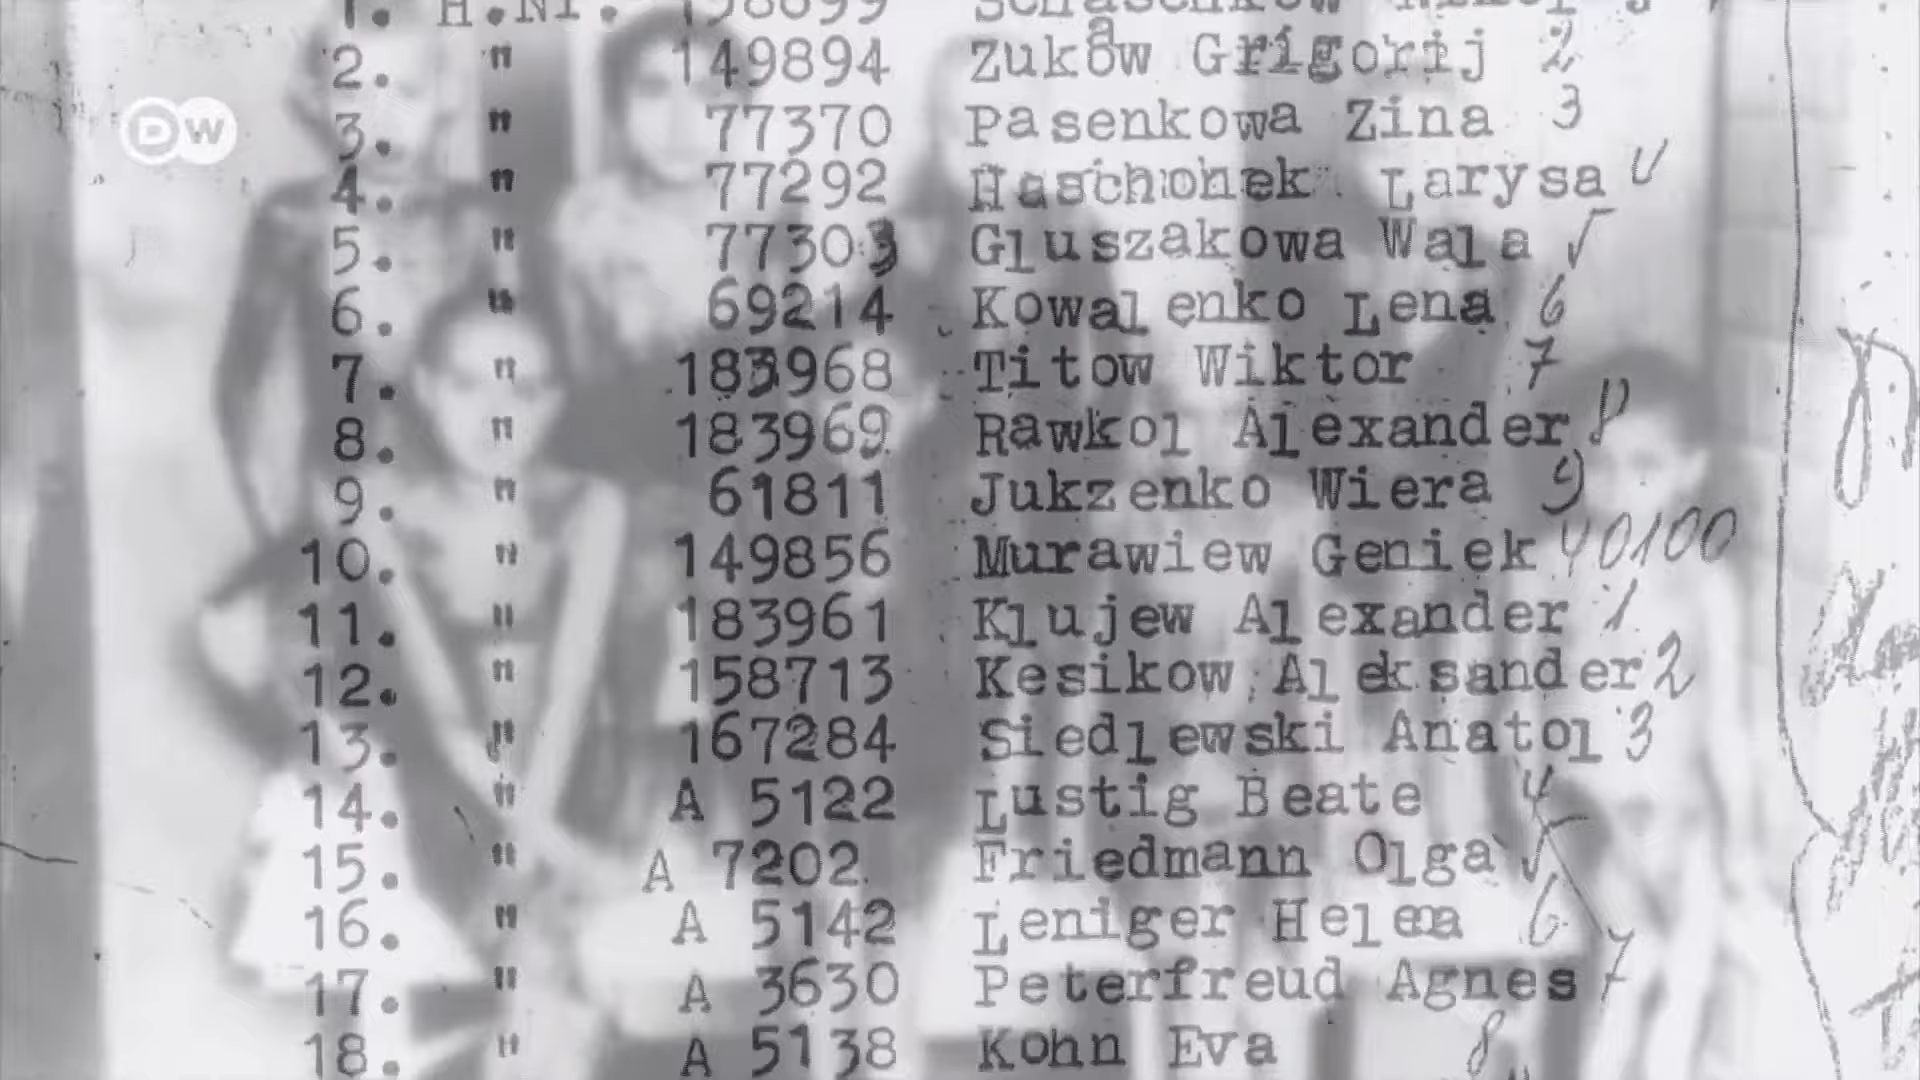 DW
1. H.Nr.
2. " 149894 Zukow Grigorij 2
3. " 77370 Pasenkowa Zina 3
4. " 77292 Larysa
5. " 77303 Gluszakowa Wala
6. " 69214 Kowalenko Lena 6
7. " 183968 Titow Wiktor 7
8. " 183969 Rawkol Alexander
9. " 61811 Jukzenko Wiera 9
10. " 149856 Murawiew Geniek
11. " 183961 Klujew Alexander 1
12. " 158713 Kesikow Aleksander 2
13. " 167284 Siedlewski Anatol 3
14. " A 5122 Lustig Beate 4
15. " A 7202 Friedmann Olga
16. " A 5142 Leniger Helena 6
17. " A 3630 Peterfreud Agnes 7
18. " A 5138 Kohn Eva 8